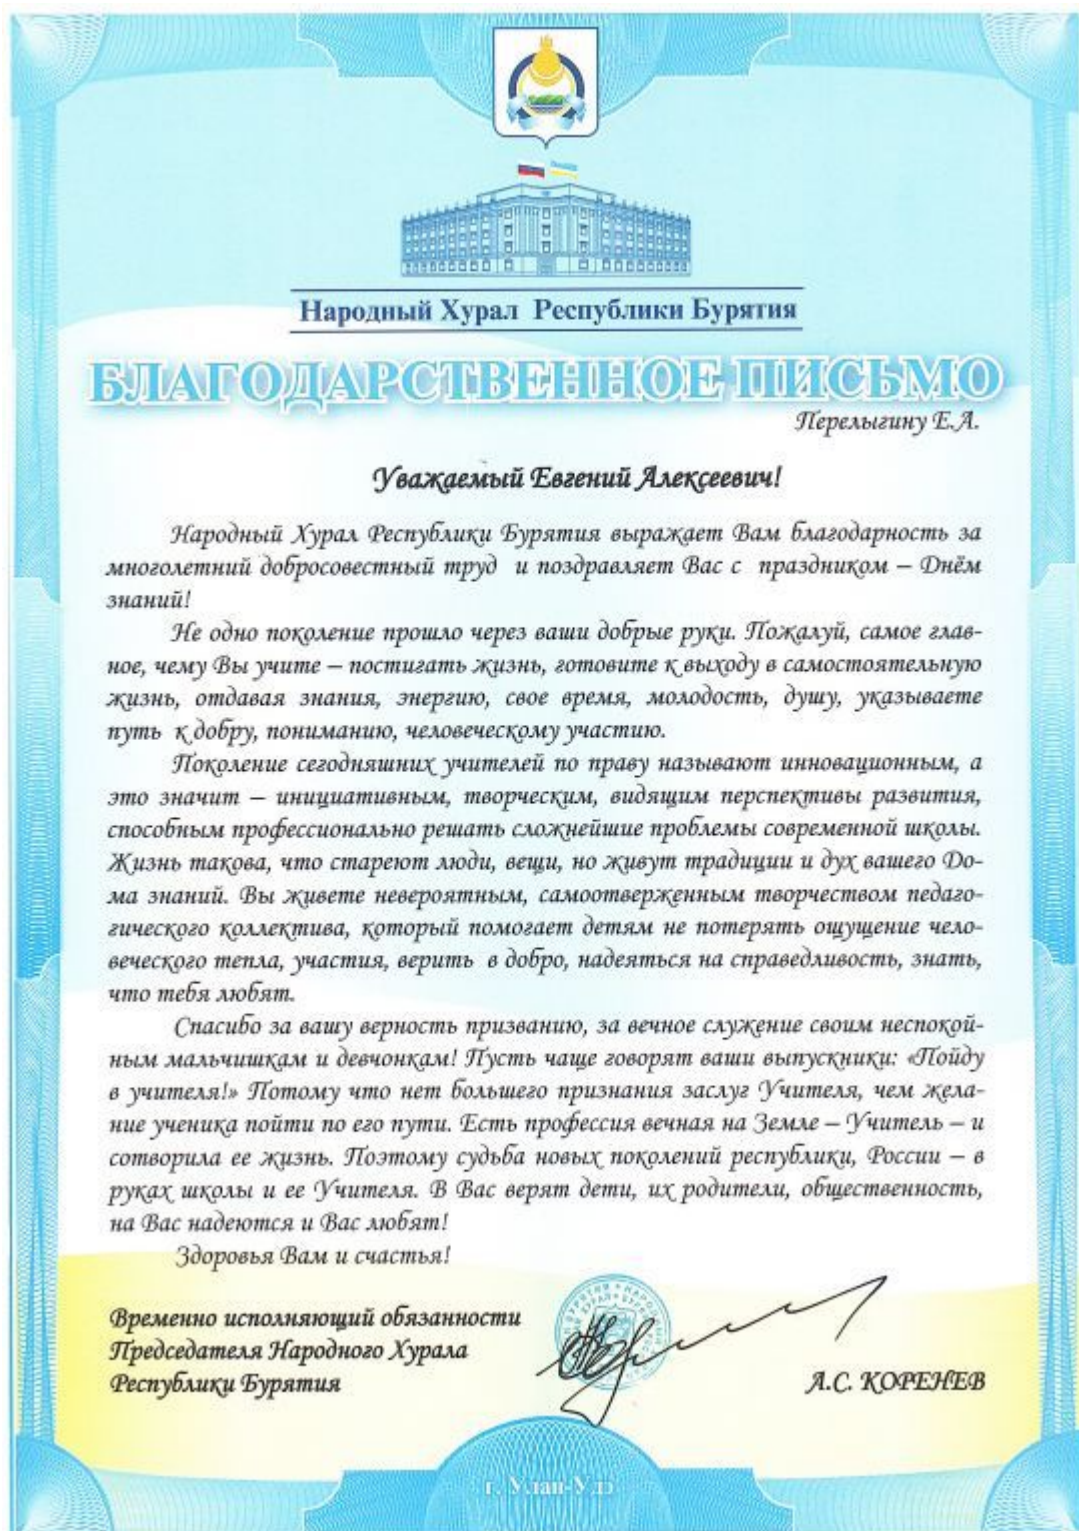 Народный Хурал Республики Бурятия
БЛАГОДАРСТВЕННОЕ ПИСЬМО
Перелыгину Е.А.
Уважаемый Евгений Алексеевич!
Народный Хурал Республики Бурятия выражает Вам благодарность за
многолетний добросовестный труд и поздравляет Вас с праздником – Днём
знаний!
Не одно поколение прошло через ваши добрые руки. Пожалуй, самое глав-
ное, чему Вы учите – постигать жизнь, готовите к выходу в самостоятельную
жизнь, отдавая знания, энергию, свое время, молодость, душу, указываете
путь к добру, пониманию, человеческому участию.
Поколение сегодняшних учителей по праву называют инновационным, а
это значит – инициативным, творческим, видящим перспективы развития,
способным профессионально решать сложнейшие проблемы современной школы.
Жизнь такова, что стареют люди, вещи, но живут традиции и дух вашего До-
ма знаний. Вы живете невероятным, самоотверженным творчеством педаго-
гического коллектива, который помогает детям не потерять ощущение чело-
веческого тепла, участия, верить в добро, надеяться на справедливость, знать,
что тебя любят.
Спасибо за вашу верность призванию, за вечное служение своим неспокой-
ным мальчишкам и девчонкам! Пусть чаще говорят ваши выпускники: «Пойду
в учителя!» Потому что нет большего признания заслуг Учителя, чем жела-
ние ученика пойти по его пути. Есть профессия вечная на Земле – Учитель – и
сотворила ее жизнь. Поэтому судьба новых поколений республики, России – в
руках школы и ее Учителя. В Вас верят дети, их родители, общественность,
на Вас надеются и Вас любят!
Здоровья Вам и счастья!
Временно исполняющий обязанности
Председателя Народного Хурала
Республики Бурятия
А.С. КОРЕНЕВ
г. Улан-Удэ